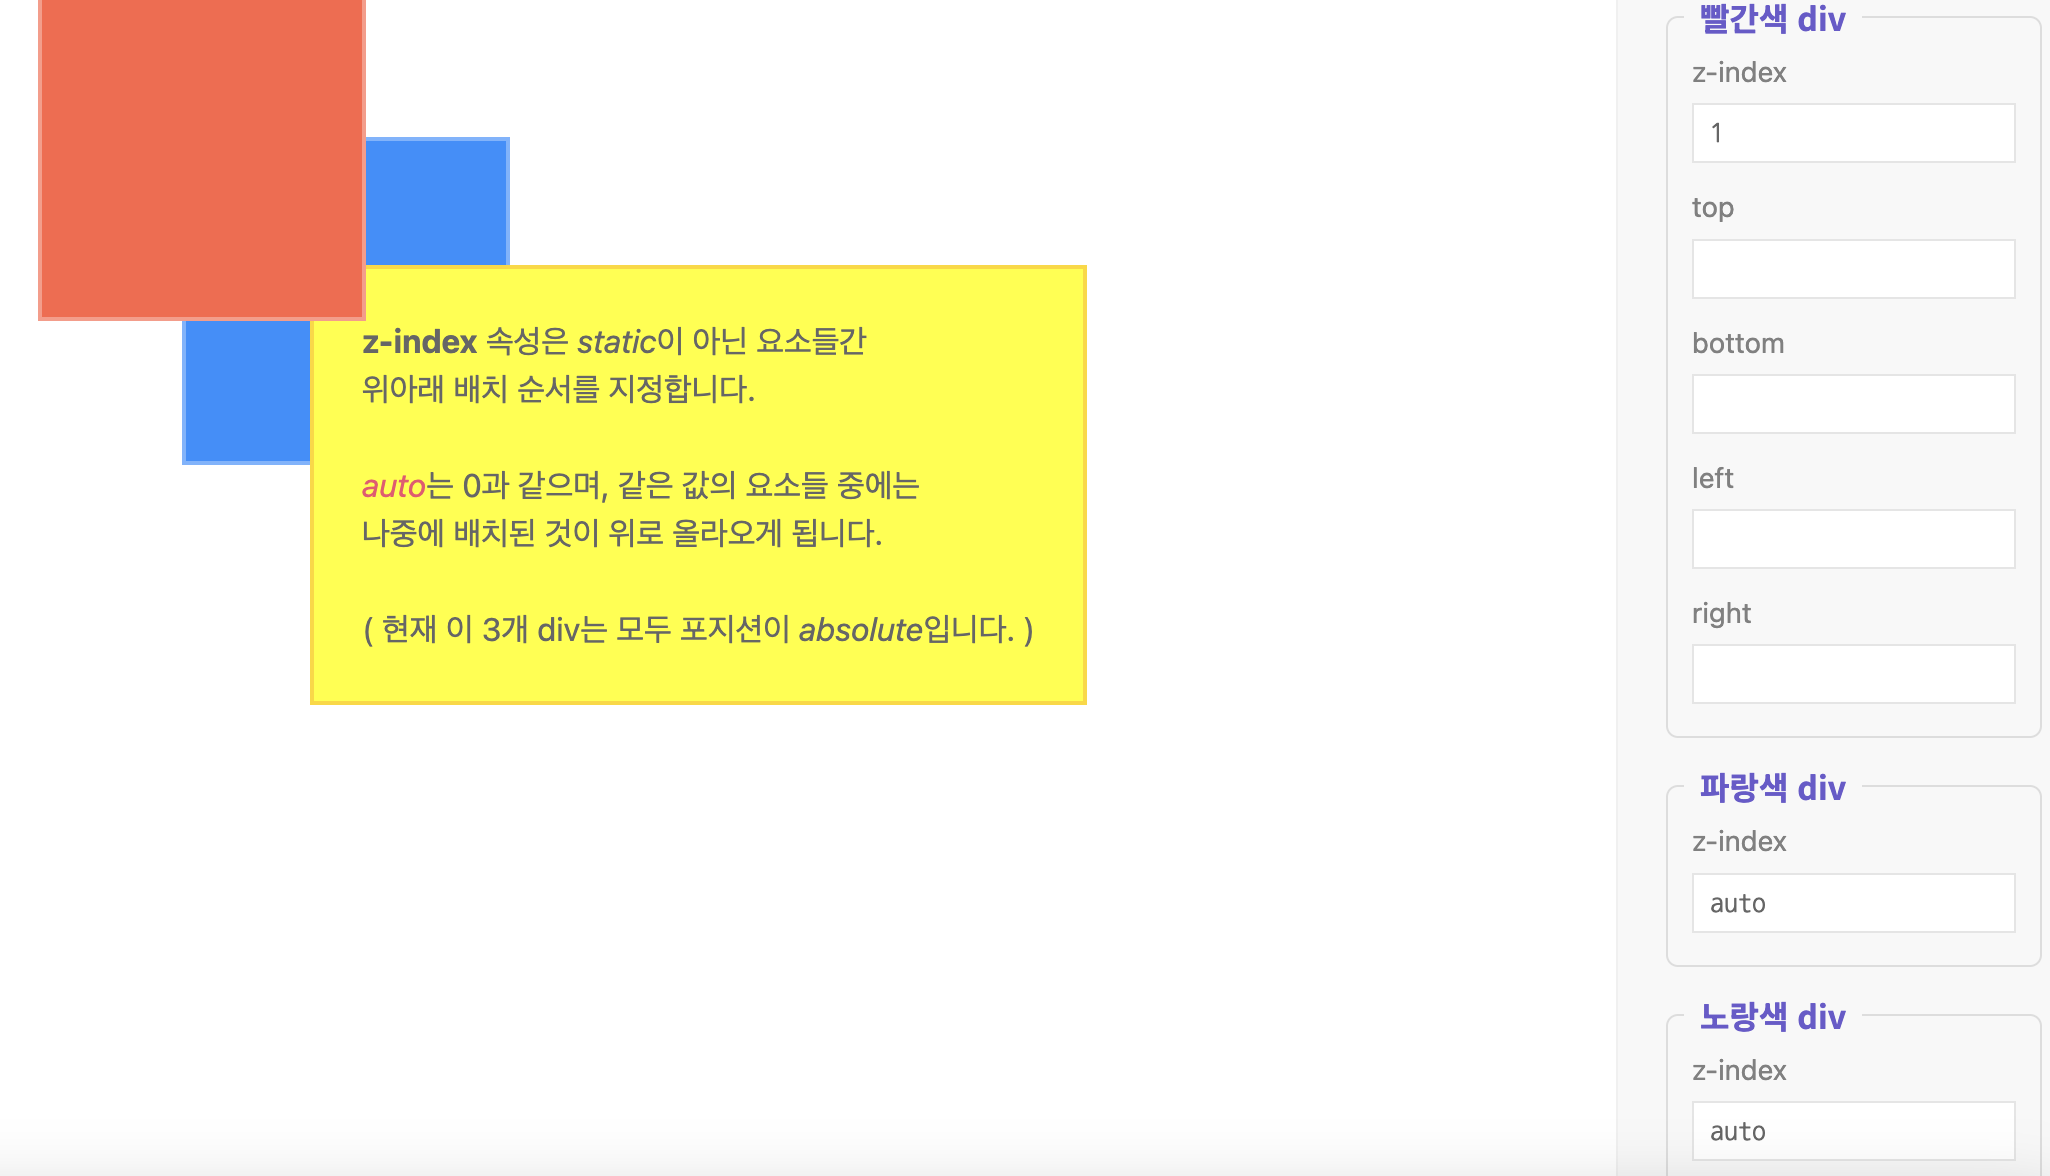 z-index 속성은 static이 아닌 요소들간
위아래 배치 순서를 지정합니다.
auto는 0과 같으며, 같은 값의 요소들 중에는
나중에 배치된 것이 위로 올라오게 됩니다.
( 현재 이 3개 div는 모두 포지션이 absolute입니다. )
빨간색 div
z-index
1
top
bottom
left
right
파랑색 div
z-index
auto
노랑색 div
z-index
auto